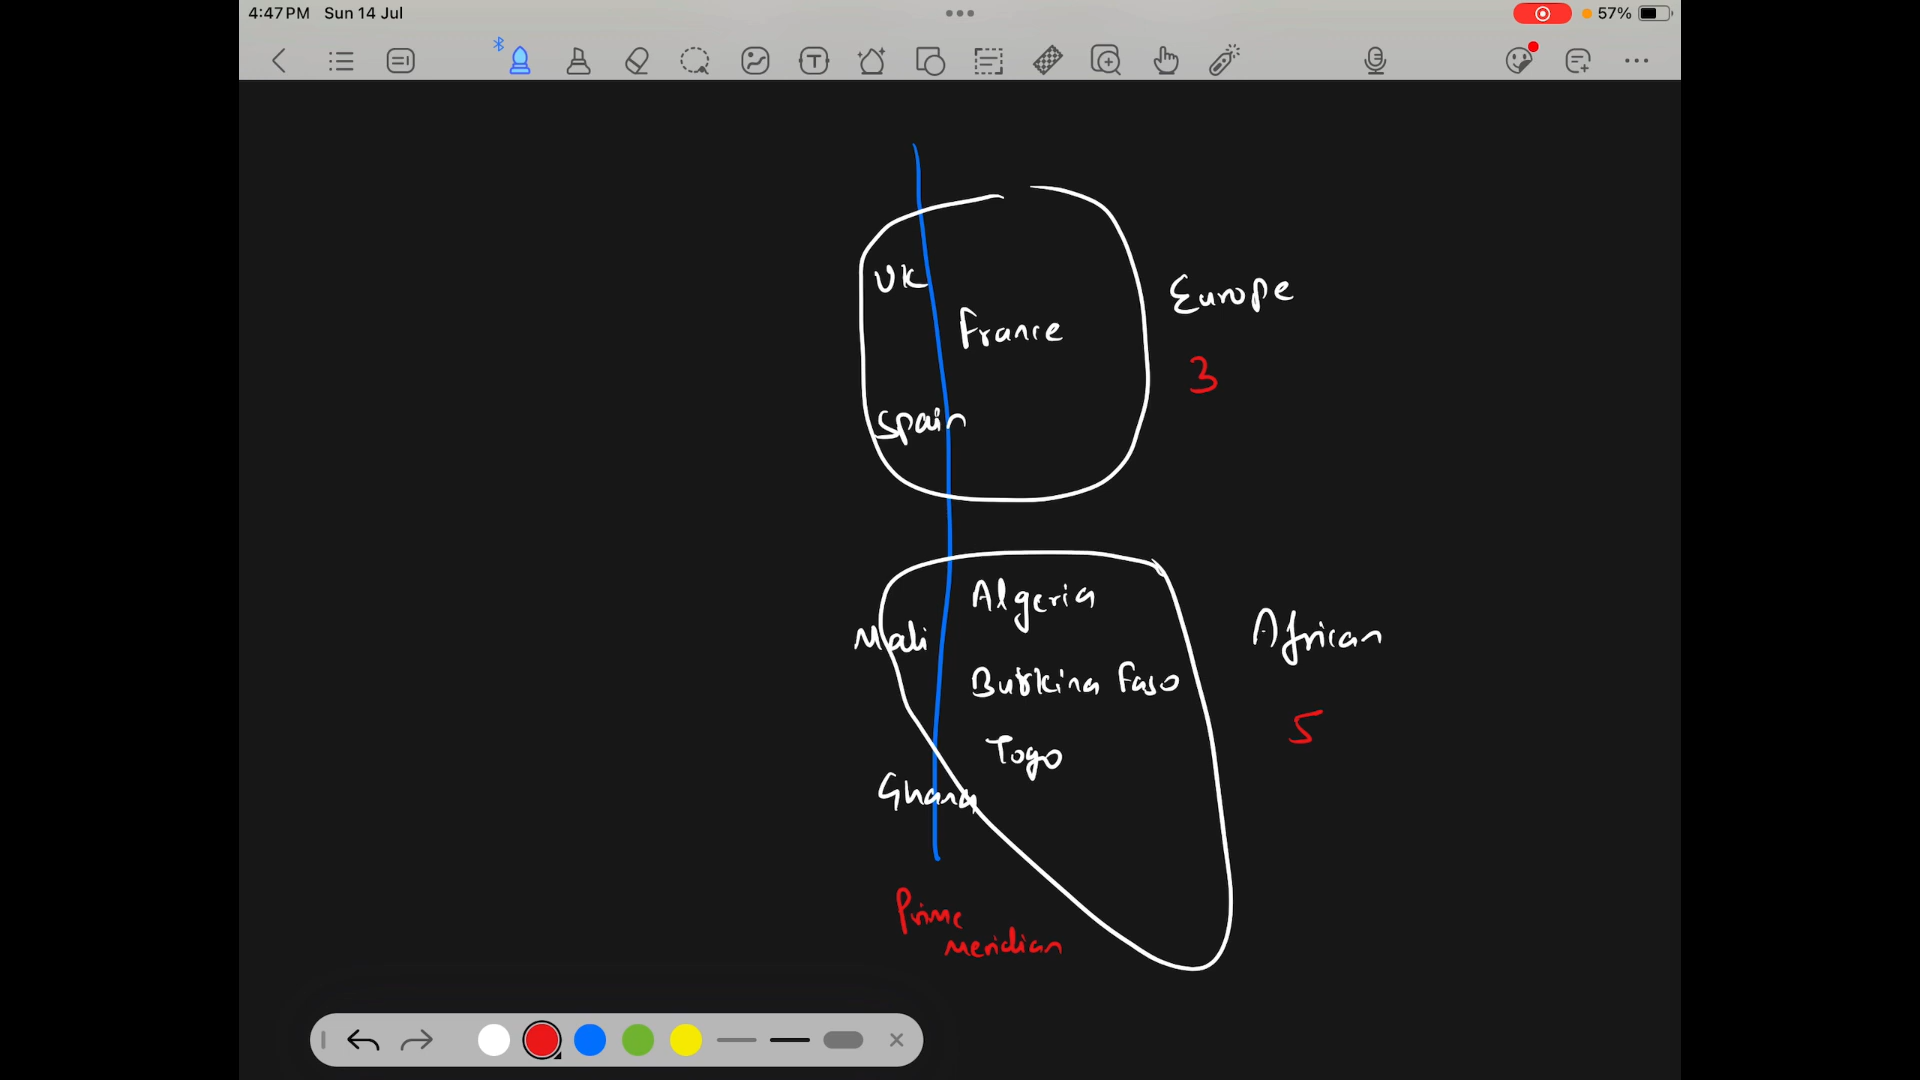 4:47 PM Sun 14 Jul
57%
T
UK
France
Europe
3
Spain
Algeria
Mali
African
Burkina Faso
5
Togo
Ghana
Prime
meridian